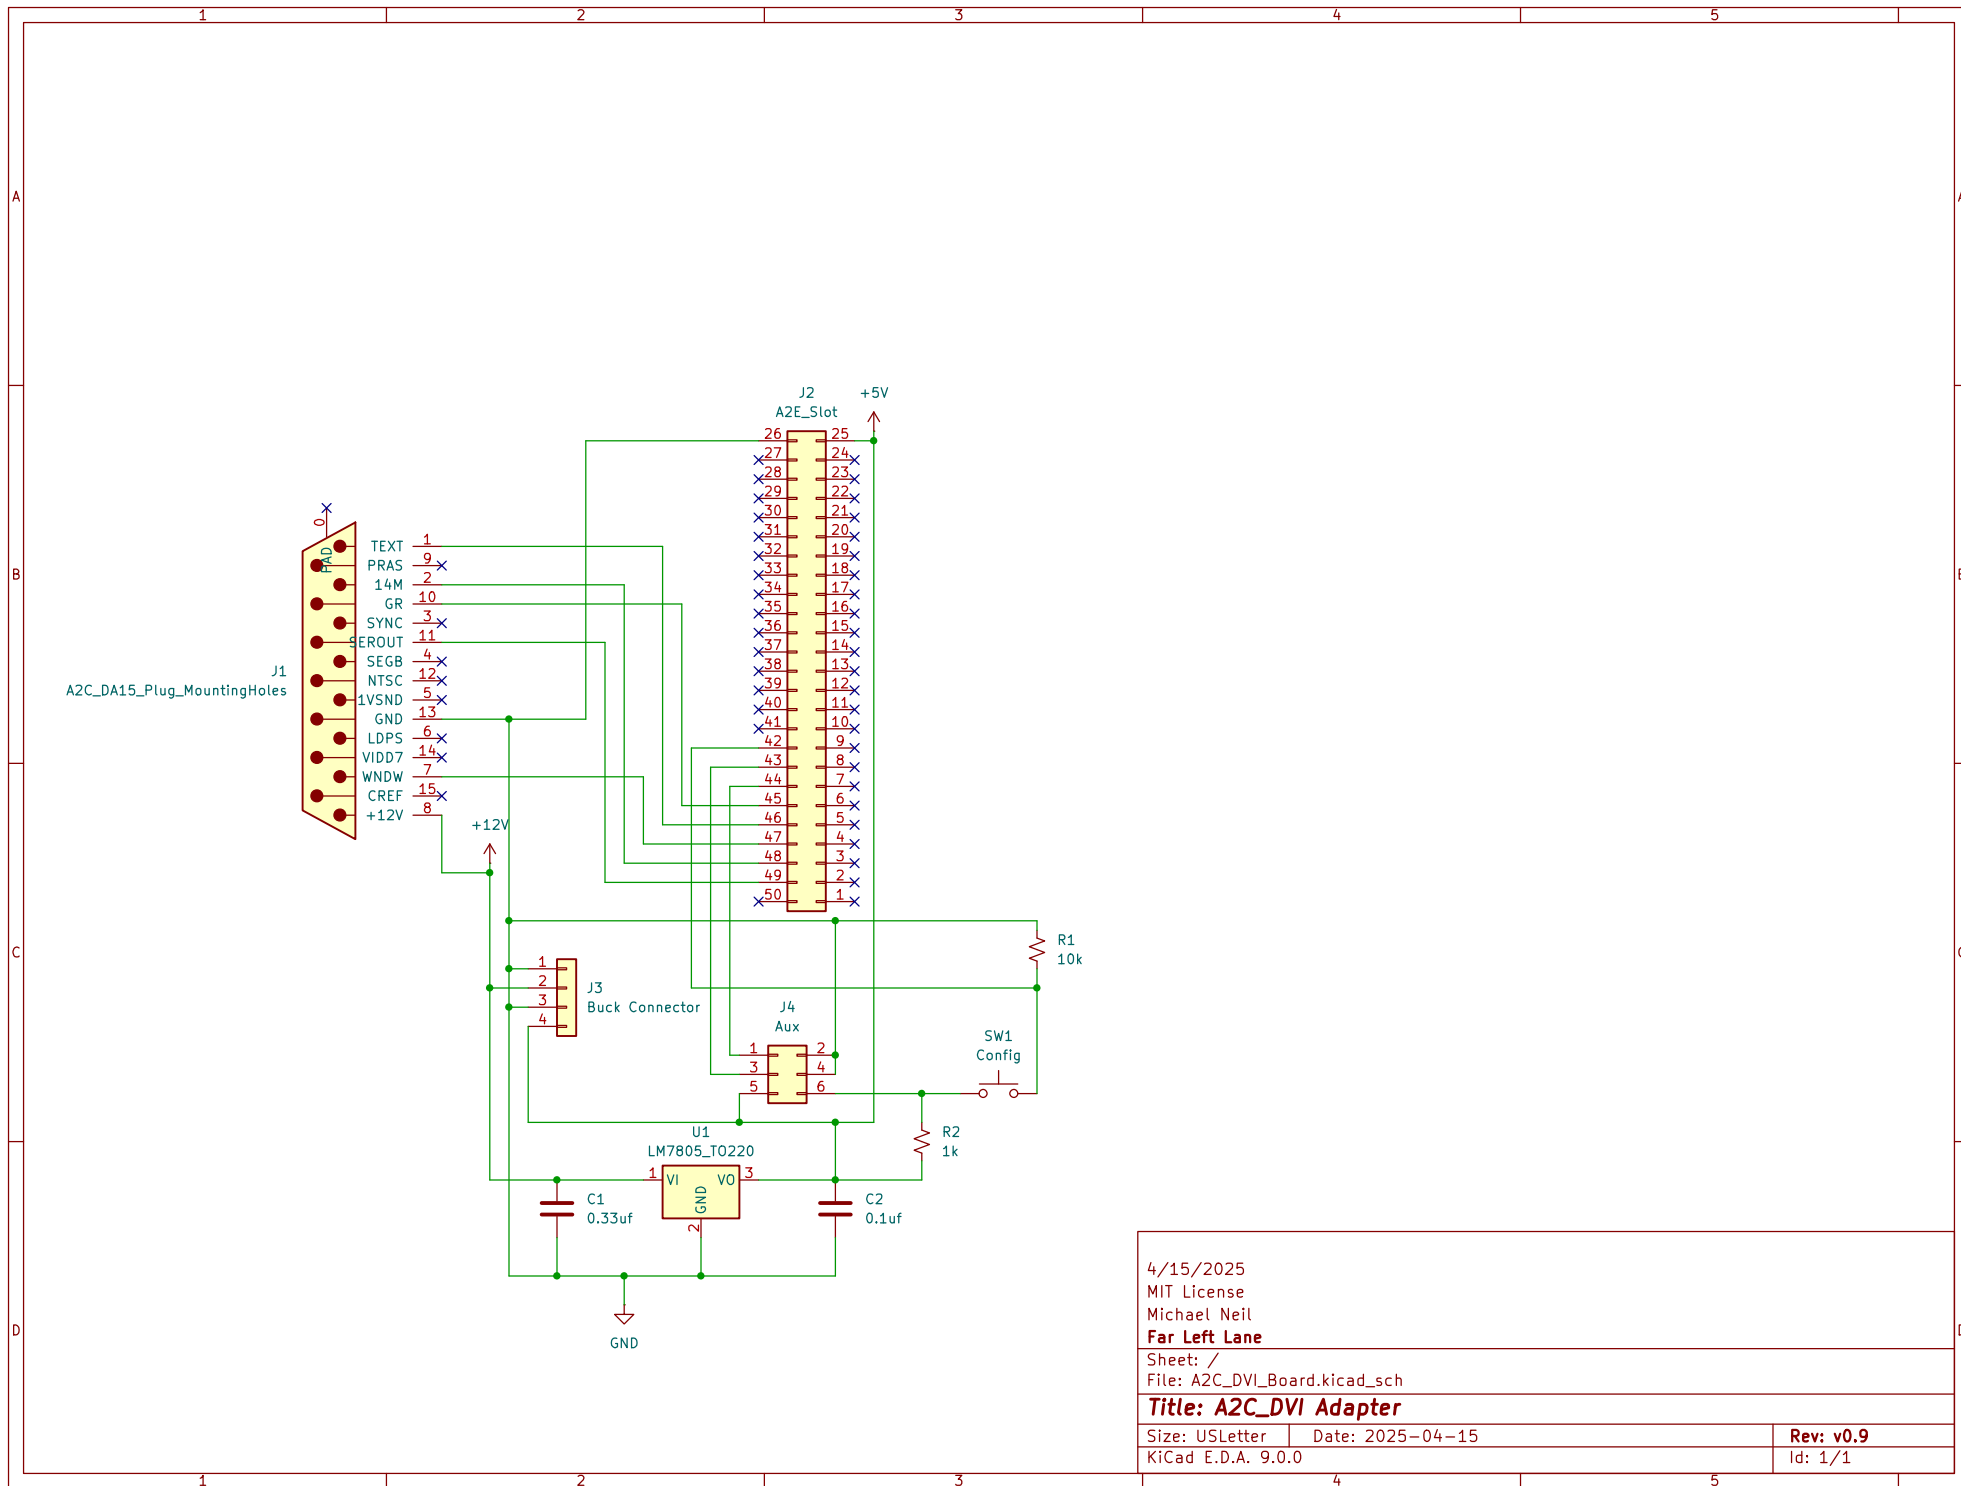 1 2 3 4 5
A
B
C
D
J2
A2E_Slot
+5V
26 25
27 24
28 23
29 22
30 21
31 20
32 19
33 18
34 17
35 16
36 15
37 14
38 13
39 12
40 11
41 10
42 9
43 8
44 7
45 6
46 5
47 4
48 3
49 2
50 1
J1
A2C_DA15_Plug_MountingHoles
0
PAD
TEXT 1
PRAS 9
14M 2
GR 10
SYNC 3
SEROUT 11
SEGB 4
NTSC 12
1VSND 5
GND 13
LDPS 6
VIDD7 14
WNDW 7
CREF 15
+12V 8
+12V
R1
10k
1
2
3
4
J3
Buck Connector
J4
Aux
1 2
3 4
5 6
SW1
Config
U1
LM7805_TO220
1 VI VO 3
GND
2
R2
1k
C1
0.33uf
C2
0.1uf
GND
4/15/2025
MIT License
Michael Neil
Far Left Lane
Sheet: /
File: A2C_DVI_Board.kicad_sch
Title: A2C_DVI Adapter
Size: USLetter Date: 2025-04-15 Rev: v0.9
KiCad E.D.A. 9.0.0 Id: 1/1
1 2 3 4 5